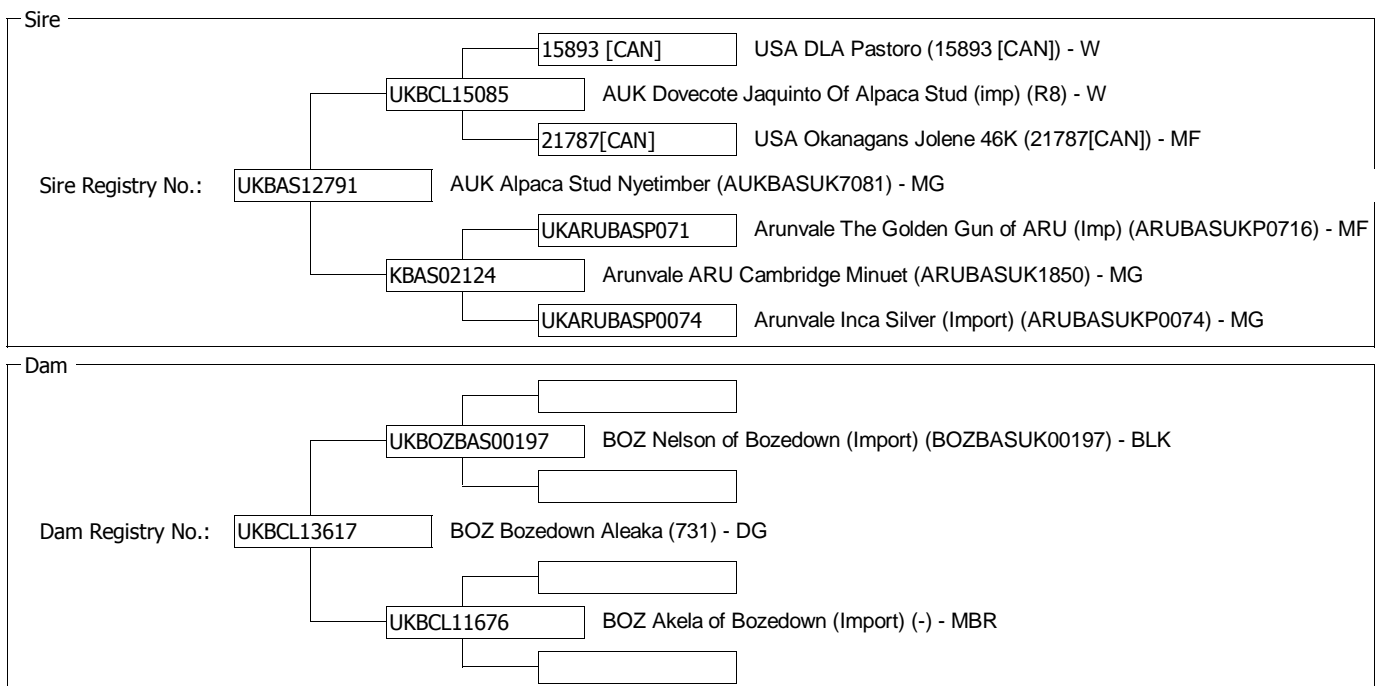 Sire
15893 [CAN] USA DLA Pastoro (15893 [CAN]) - W
UKBCL15085 AUK Dovecote Jaquinto Of Alpaca Stud (imp) (R8) - W
21787[CAN] USA Okanagans Jolene 46K (21787[CAN]) - MF
Sire Registry No.: UKBAS12791 AUK Alpaca Stud Nyetimber (AUKBASUK7081) - MG
UKARUBASP071 Arunvale The Golden Gun of ARU (Imp) (ARUBASUKP0716) - MF
KBAS02124 Arunvale ARU Cambridge Minuet (ARUBASUK1850) - MG
UKARUBASP0074 Arunvale Inca Silver (Import) (ARUBASUKP0074) - MG
Dam
UKBOZBAS00197 BOZ Nelson of Bozedown (Import) (BOZBASUK00197) - BLK
Dam Registry No.: UKBCL13617 BOZ Bozedown Aleaka (731) - DG
UKBCL11676 BOZ Akela of Bozedown (Import) (-) - MBR